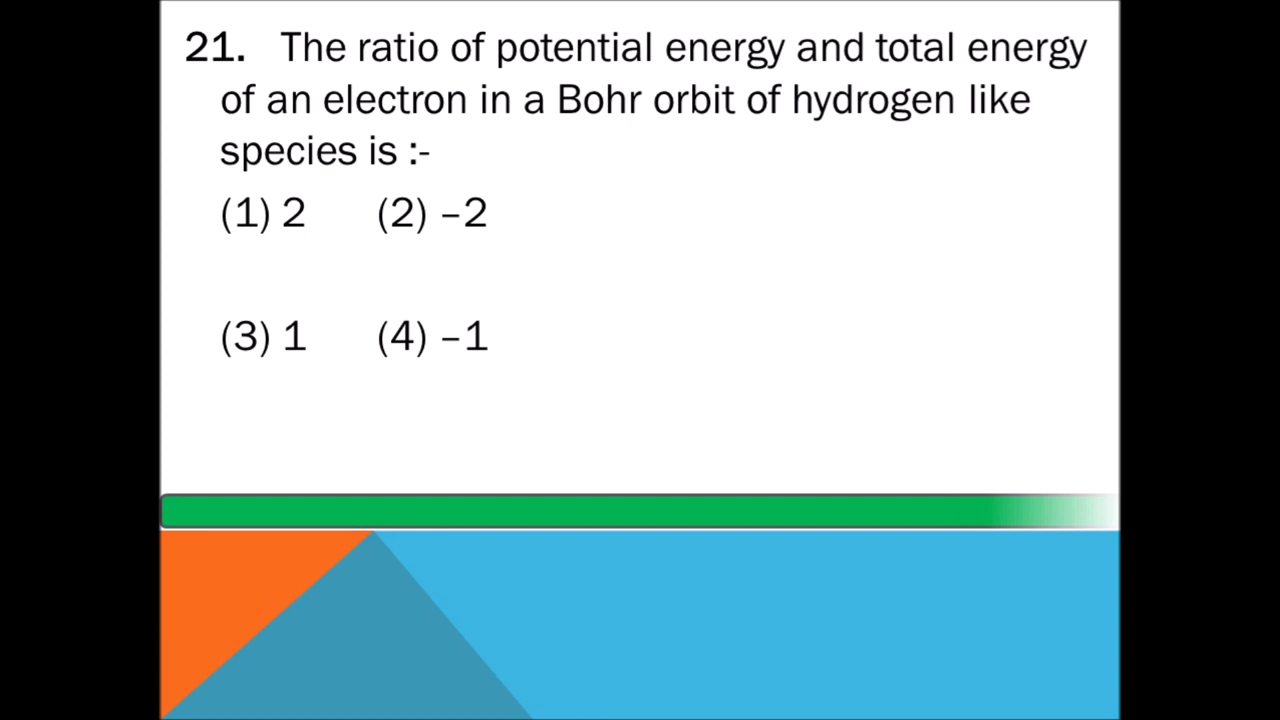 21. The ratio of potential energy and total energy
of an electron in a Bohr orbit of hydrogen like
species is :-
(1) 2 (2) –2
(3) 1 (4) –1